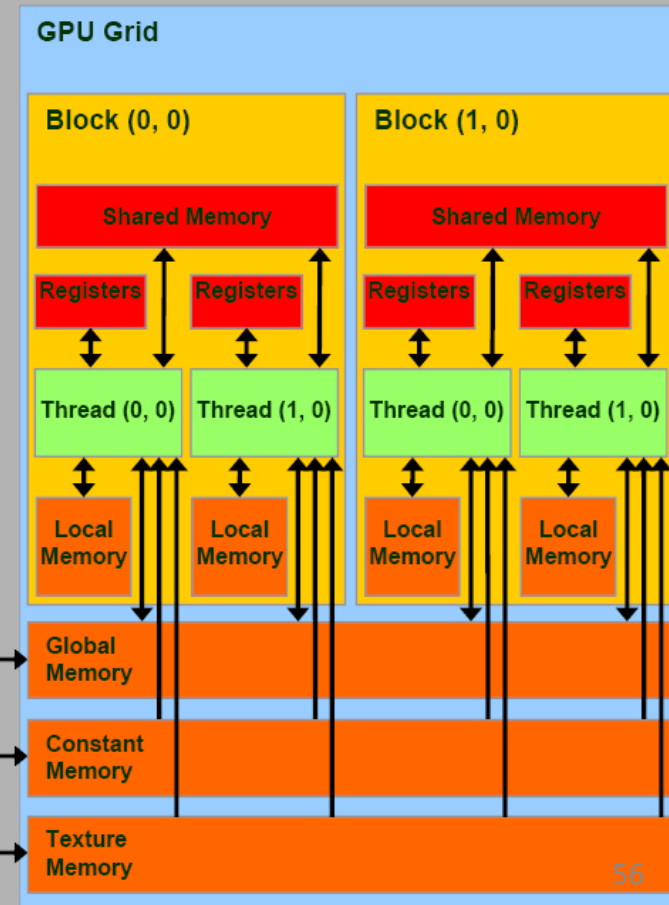 GPU Grid
Block (0, 0)
Block (1, 0)
Shared Memory
Shared Memory
Registers
Registers
Registers
Registers
Thread (0, 0)
Thread (1, 0)
Thread (0, 0)
Thread (1, 0)
Local
Memory
Local
Memory
Local
Memory
Local
Memory
Global
Memory
Constant
Memory
Texture
Memory
56